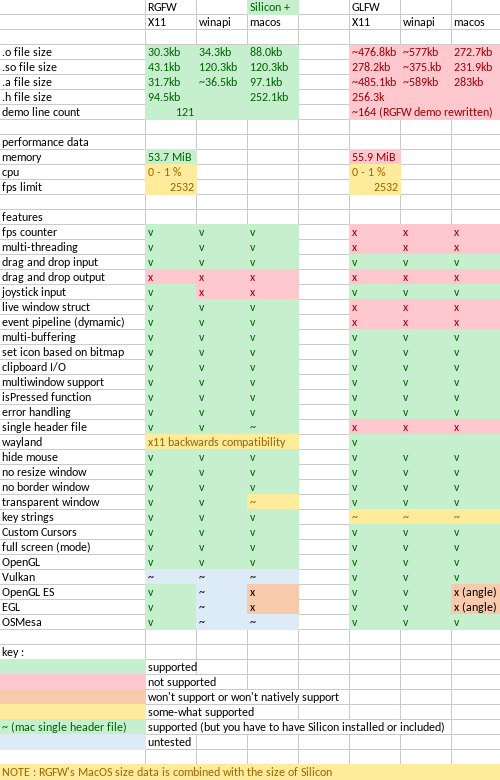 RGFW Silicon + GLFW
X11 winapi macos X11 winapi macos
.o file size 30.3kb 34.3kb 88.0kb ~476.8kb ~577kb 272.7kb
.so file size 43.1kb 120.3kb 120.3kb 278.2kb ~375.kb 231.9kb
.a file size 31.7kb ~36.5kb 97.1kb ~485.1kb ~589kb 283kb
.h file size 94.5kb 252.1kb 256.3k
demo line count 121 ~164 (RGFW demo rewritten)
performance data
memory 53.7 MiB 55.9 MiB
cpu 0 - 1 % 0 - 1 %
fps limit 2532 2532
features
fps counter v v v x x x
multi-threading v v v x x x
drag and drop input v v v v v v
drag and drop output x x x x x x
joystick input v x x v v v
live window struct v v v x x x
event pipeline (dymamic) v v v x x x
multi-buffering v v v v v v
set icon based on bitmap v v v v v v
clipboard I/O v v v v v v
multiwindow support v v v v v v
isPressed function v v v v v v
error handling v v v v v v
single header file v v ~ x x x
wayland x11 backwards compatibility v
hide mouse v v v v v v
no resize window v v v v v v
no border window v v v v v v
transparent window v v ~ v v v
key strings v v v ~ ~ ~
Custom Cursors v v v v v v
full screen (mode) v v v v v v
OpenGL v v v v v v
Vulkan ~ ~ ~ v v v
OpenGL ES v ~ x v v x (angle)
EGL v ~ x v v x (angle)
OSMesa v ~ ~ v v v
key :
supported
not supported
won't support or won't natively support
some-what supported
~ (mac single header file) supported (but you have to have Silicon installed or included)
untested
NOTE : RGFW's MacOS size data is combined with the size of Silicon